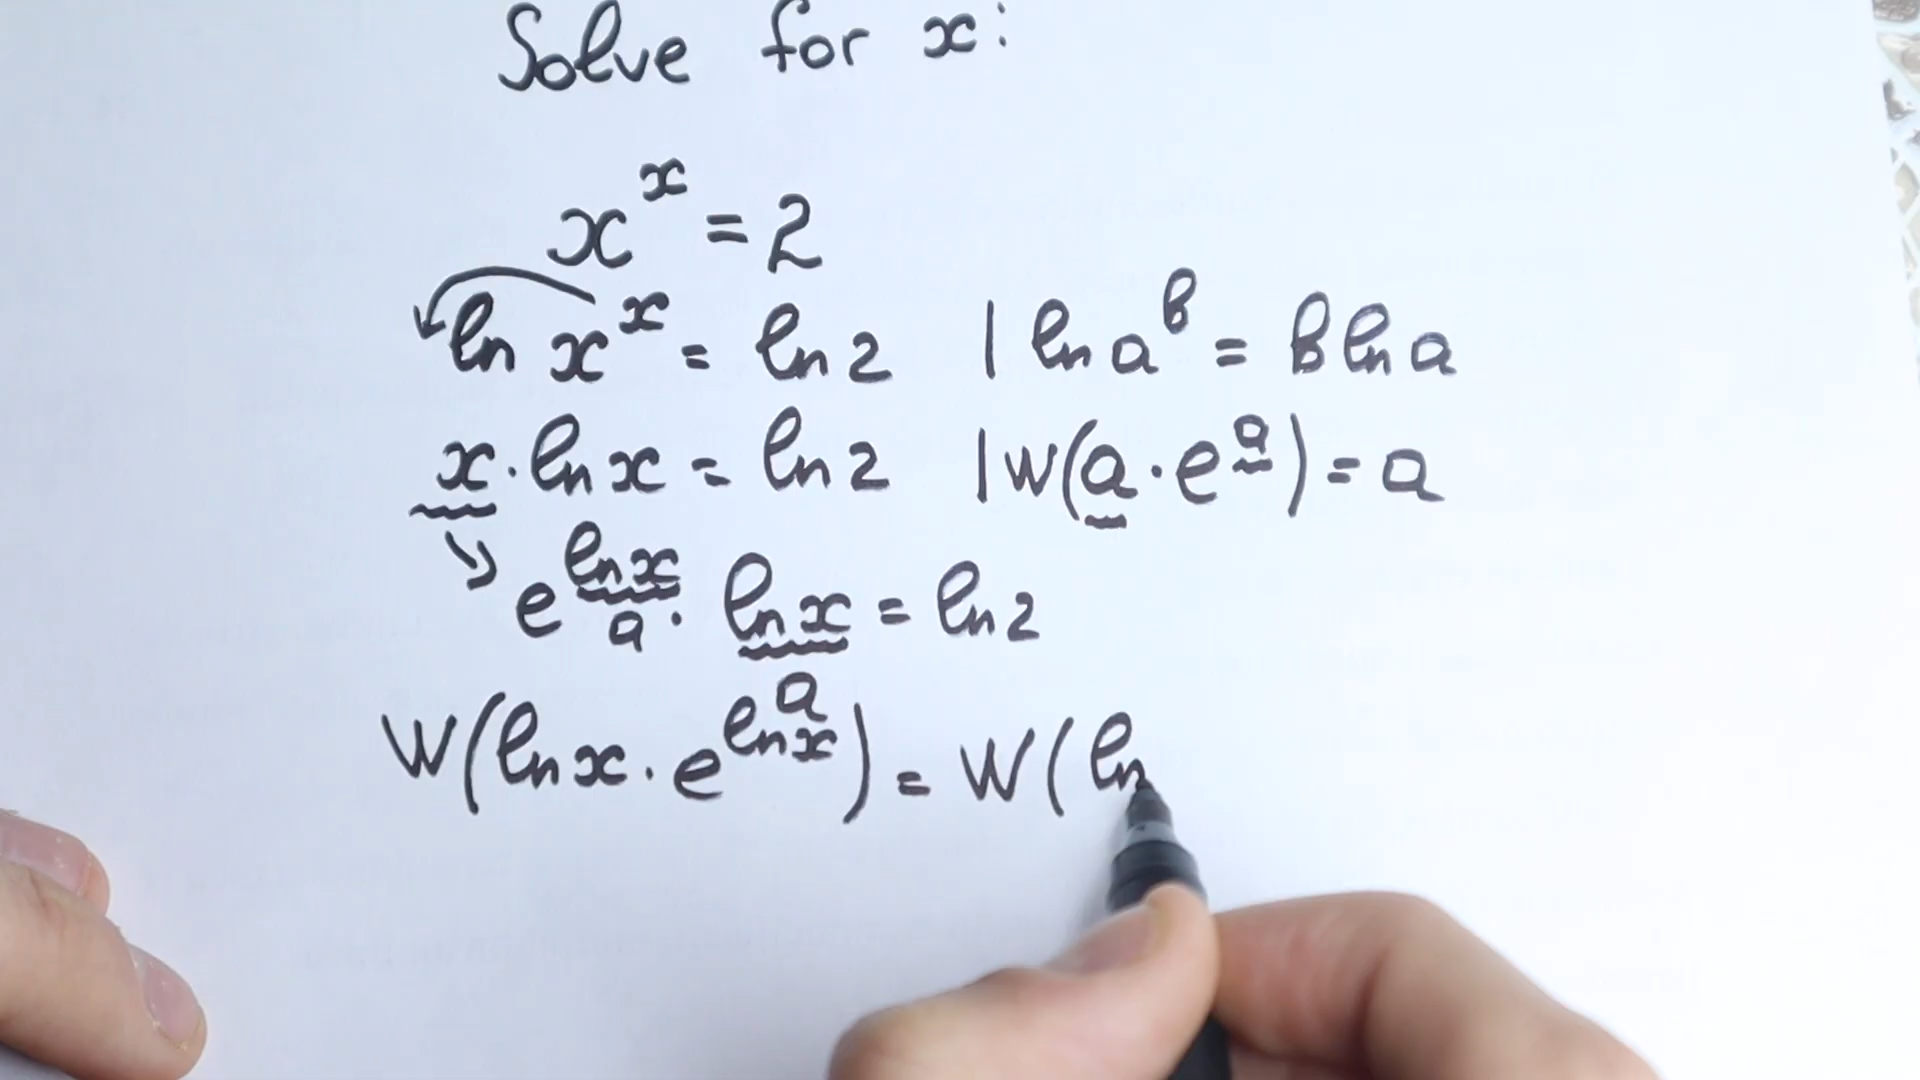 Solve for x:
x^x = 2
ln x^x = ln 2 | ln a^b = b ln a
x · ln x = ln 2 | W(a · e^a) = a
e^(ln x) · ln x = ln 2
a
a
W(ln x · e^(ln x)) = W(ln